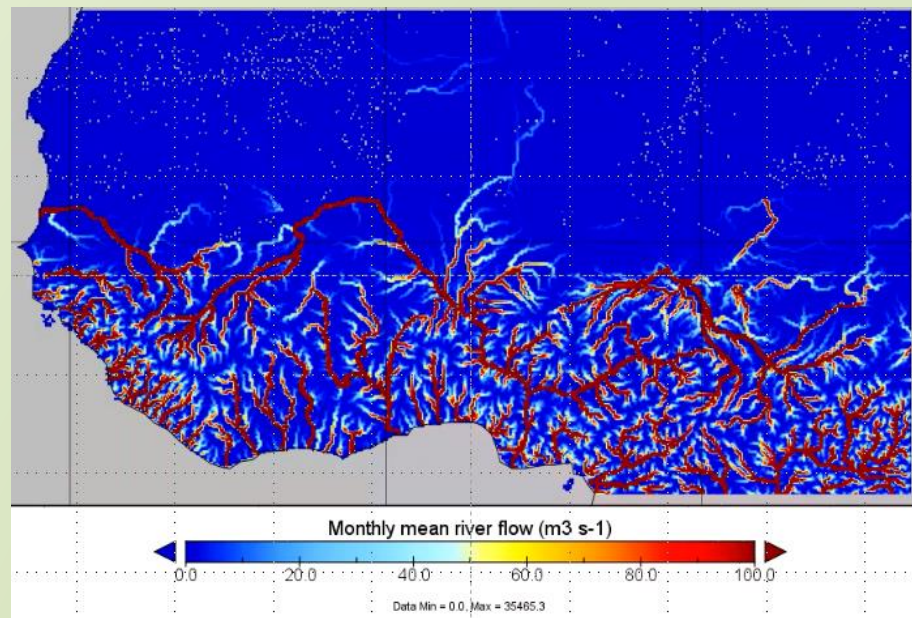 Monthly mean river flow (m3 s-1)
0.0 20.0 40.0 60.0 80.0 100.0
Data Min = 0.0, Max = 35465.3